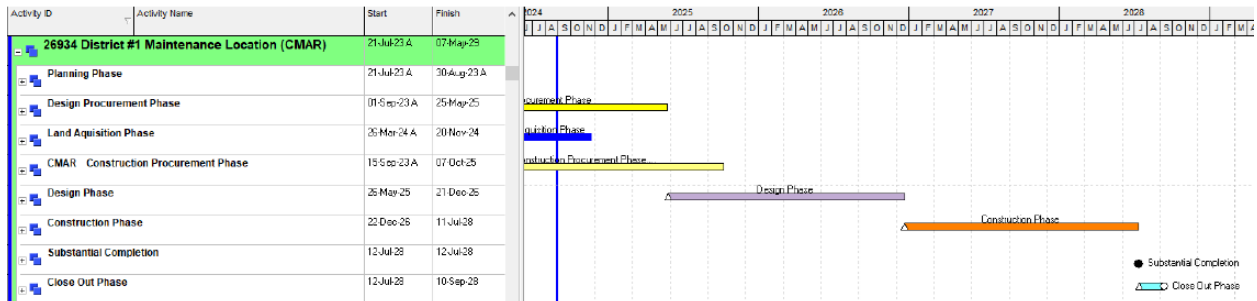 Activity ID Activity Name Start Finish 2024 2025 2026 2027 2028
J J A S O N D J F M A M J J A S O N D J F M A M J J A S O N D J F M A M J J A S O N D J F M A M J J A S O N D J F M A
26934 District #1 Maintenance Location (CMAR) 21-Jul-23 A 07-May-29
Planning Phase 21-Jul-23 A 30-Aug-23 A
Design Procurement Phase 01-Sep-23 A 25-May-25 ocurement Phase
Land Aquisition Phase 26-Mar-24 A 20-Nov-24 quisition Phase
CMAR Construction Procurement Phase 15-Sep-23 A 07-Oct-25 onstruction Procurement Phase....
Design Phase 26-May-25 21-Dec-26 Design Phase
Construction Phase 22-Dec-26 11-Jul-28 Construction Phase
Substantial Completion 12-Jul-28 12-Jul-28 Substantial Completion
Close Out Phase 12-Jul-28 10-Sep-28 Close Out Phase